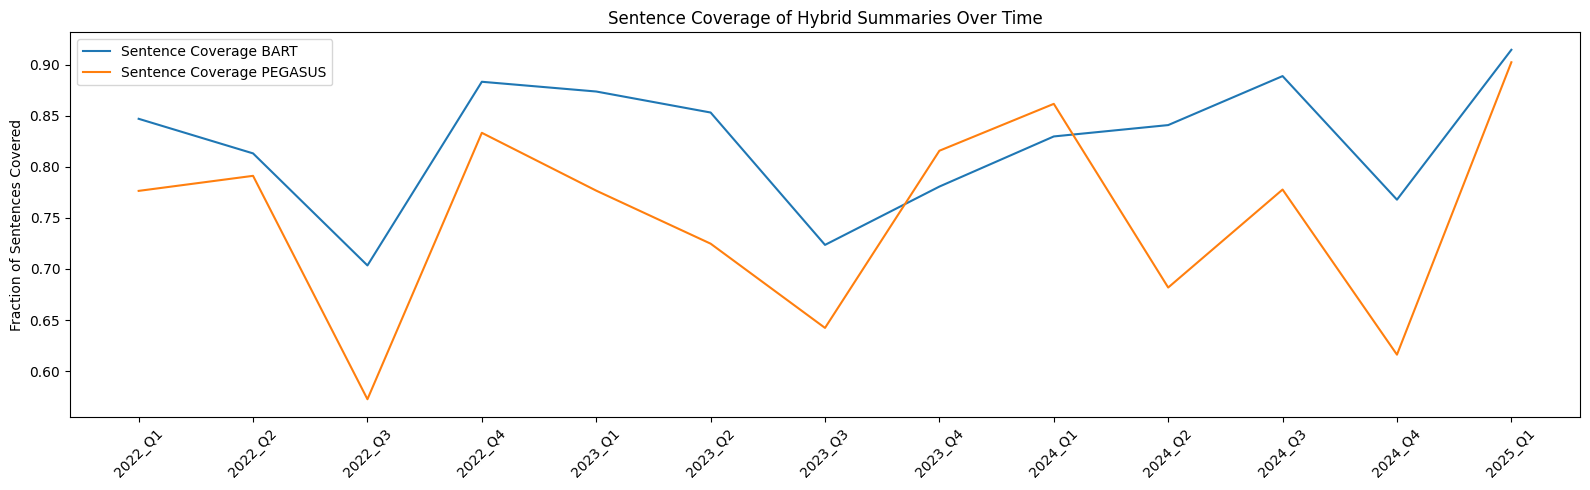 Sentence Coverage of Hybrid Summaries Over Time
Sentence Coverage BART
Sentence Coverage PEGASUS
Fraction of Sentences Covered
0.90
0.85
0.80
0.75
0.70
0.65
0.60
2022_Q1
2022_Q2
2022_Q3
2022_Q4
2023_Q1
2023_Q2
2023_Q3
2023_Q4
2024_Q1
2024_Q2
2024_Q3
2024_Q4
2025_Q1